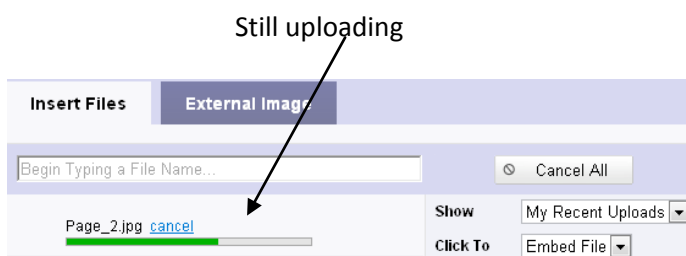 Still uploading
Insert Files
External Image
Begin Typing a File Name...
Cancel All
Page_2.jpg cancel
Show
My Recent Uploads
Click To
Embed File